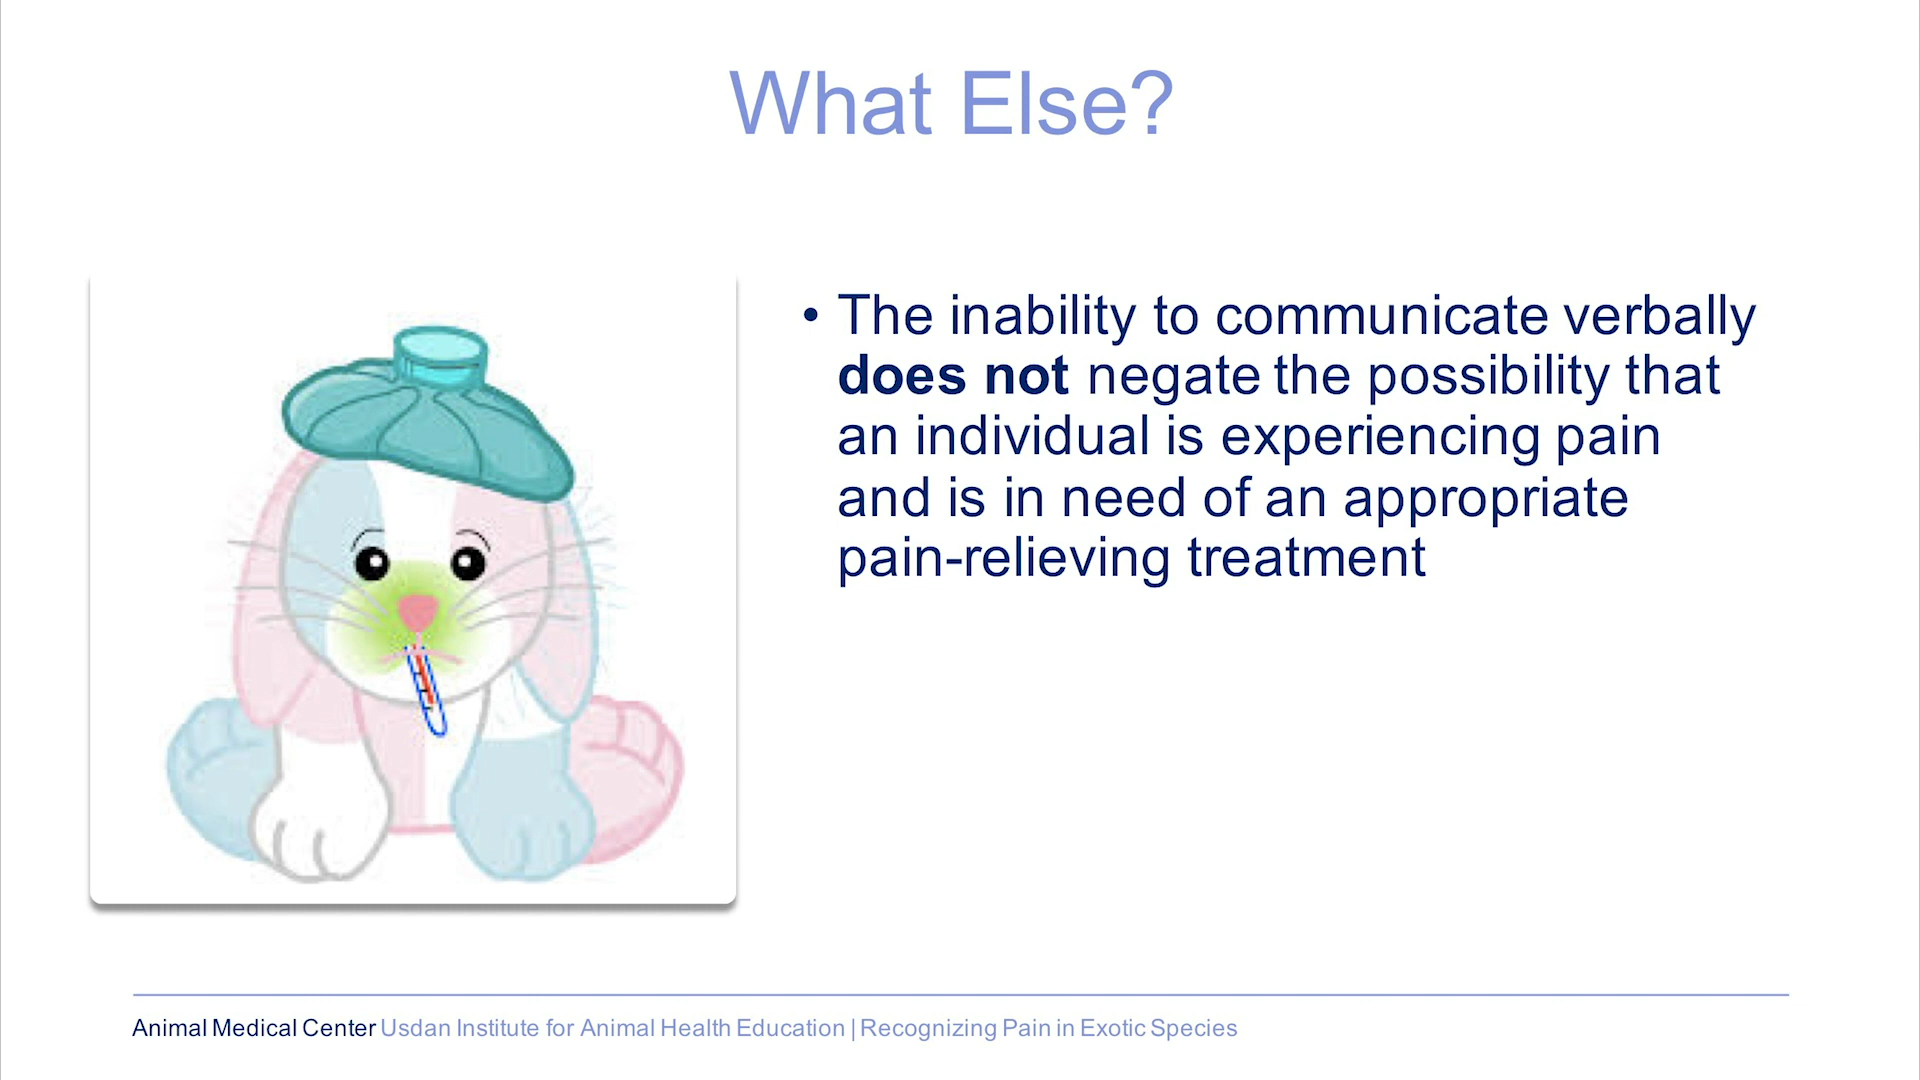 What Else?
• The inability to communicate verbally
does not negate the possibility that
an individual is experiencing pain
and is in need of an appropriate
pain-relieving treatment
Animal Medical Center Usdan Institute for Animal Health Education | Recognizing Pain in Exotic Species